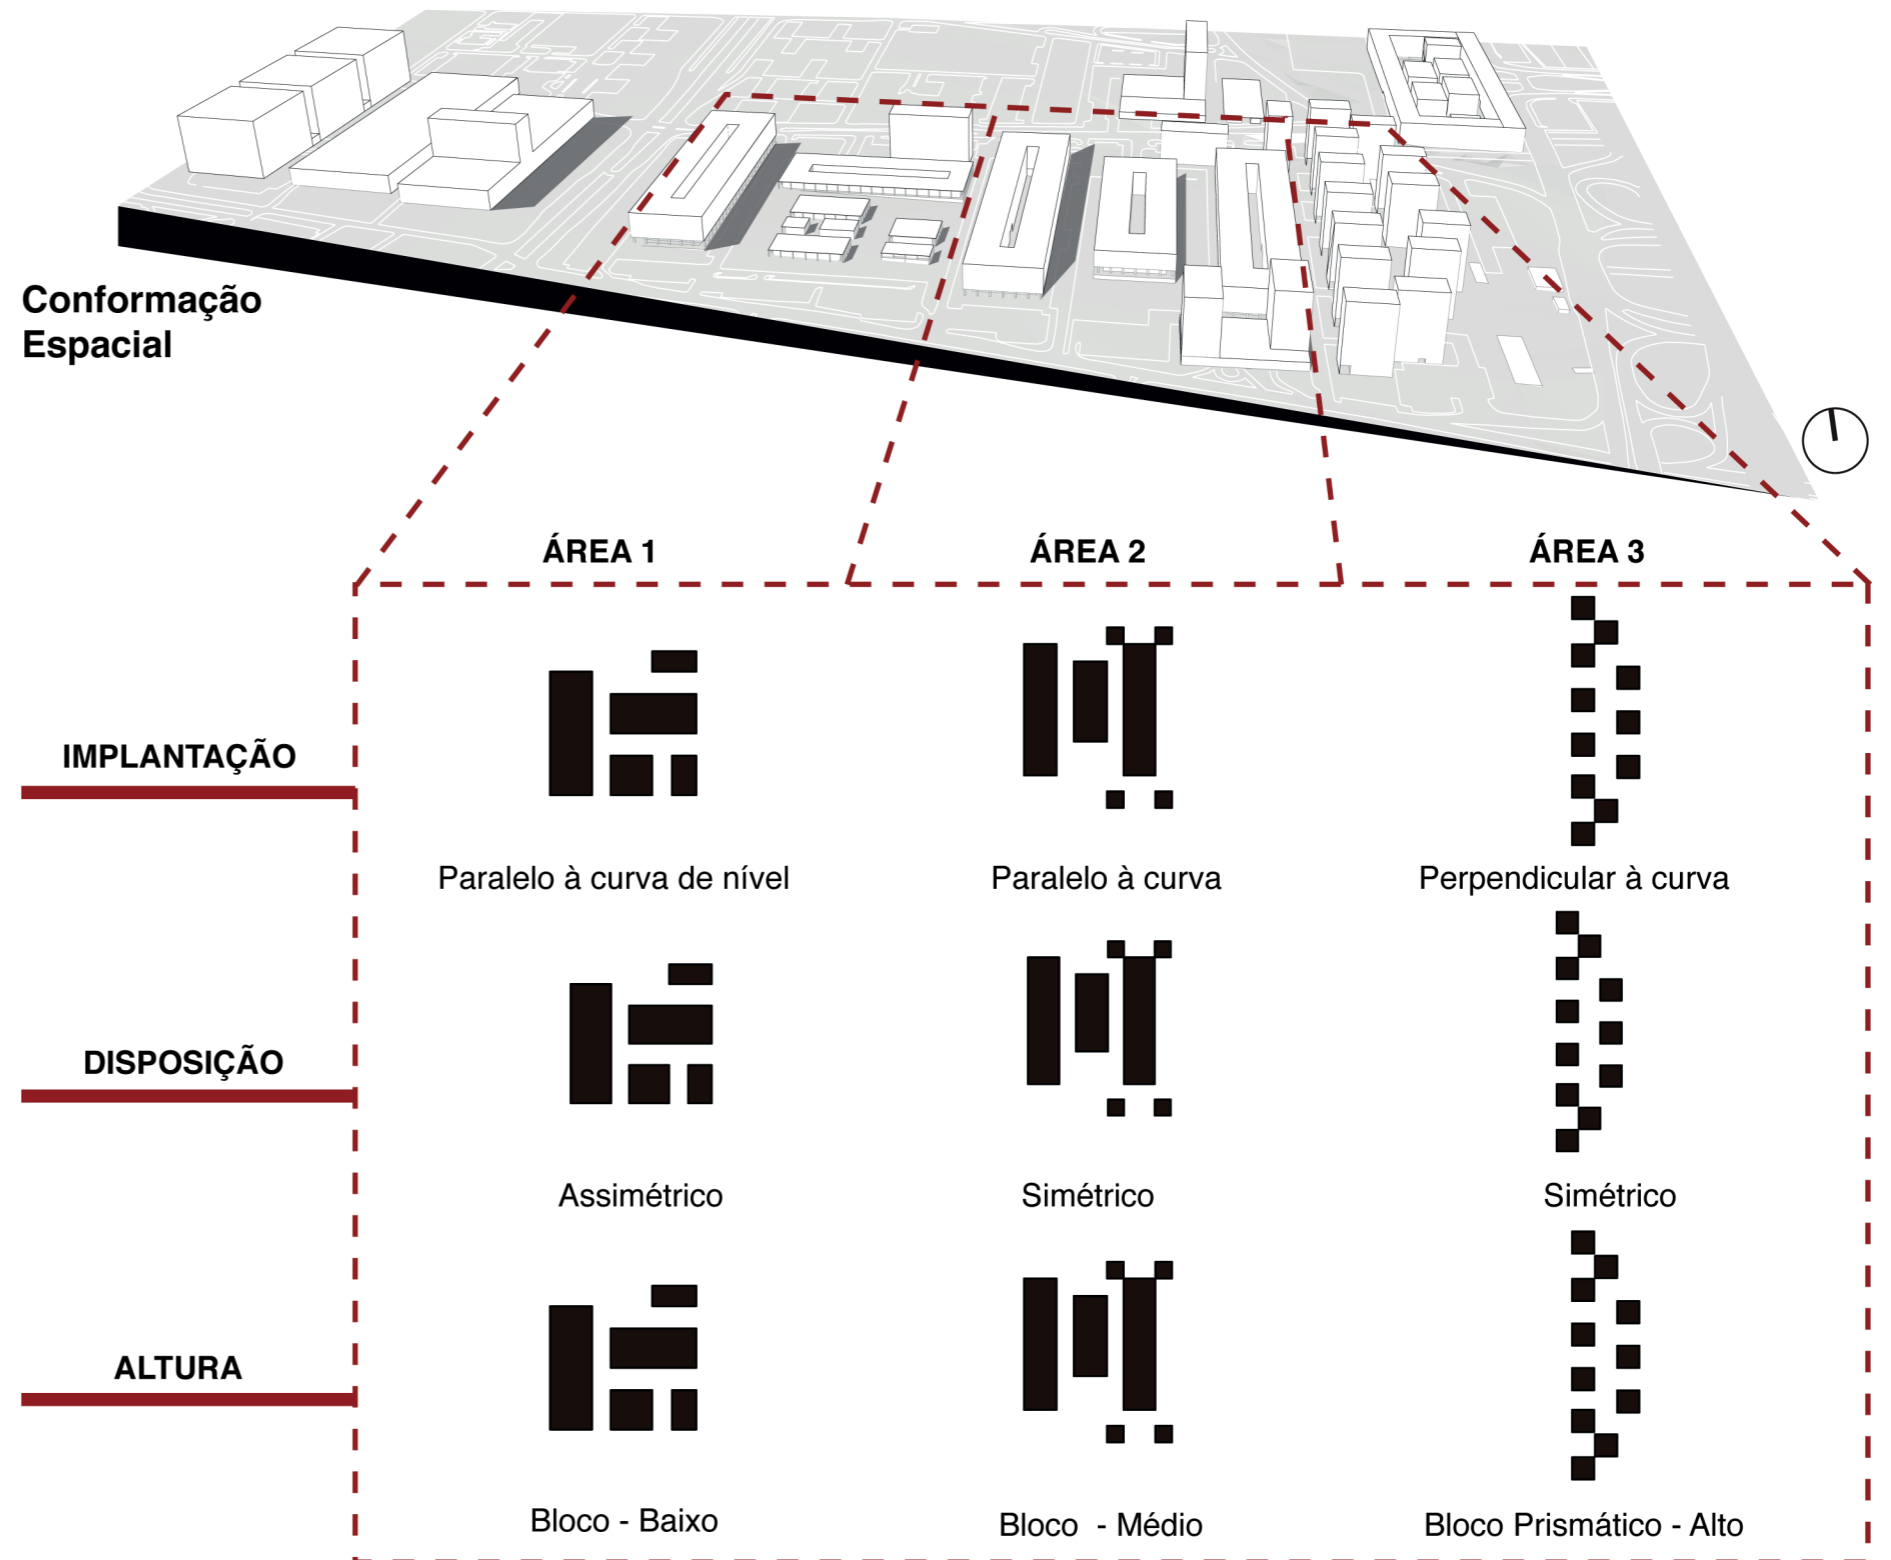 Conformação
Espacial
ÁREA 1
ÁREA 2
ÁREA 3
IMPLANTAÇÃO
Paralelo à curva de nível
Paralelo à curva
Perpendicular à curva
DISPOSIÇÃO
Assimétrico
Simétrico
Simétrico
ALTURA
Bloco - Baixo
Bloco - Médio
Bloco Prismático - Alto